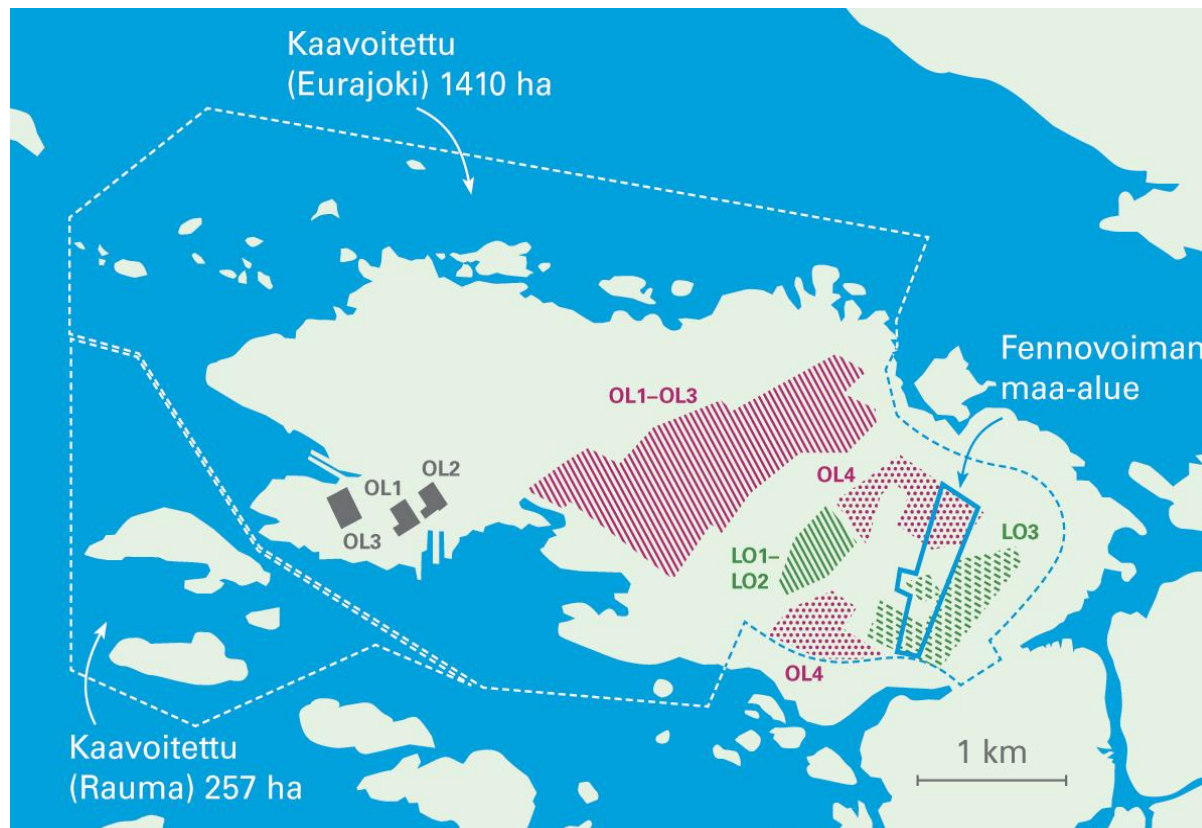 Kaavoitettu
(Eurajoki) 1410 ha
Fennovoiman
maa-alue
OL1–OL3
OL4
OL2
OL1
OL3
LO3
LO1–
LO2
OL4
Kaavoitettu
(Rauma) 257 ha
1 km